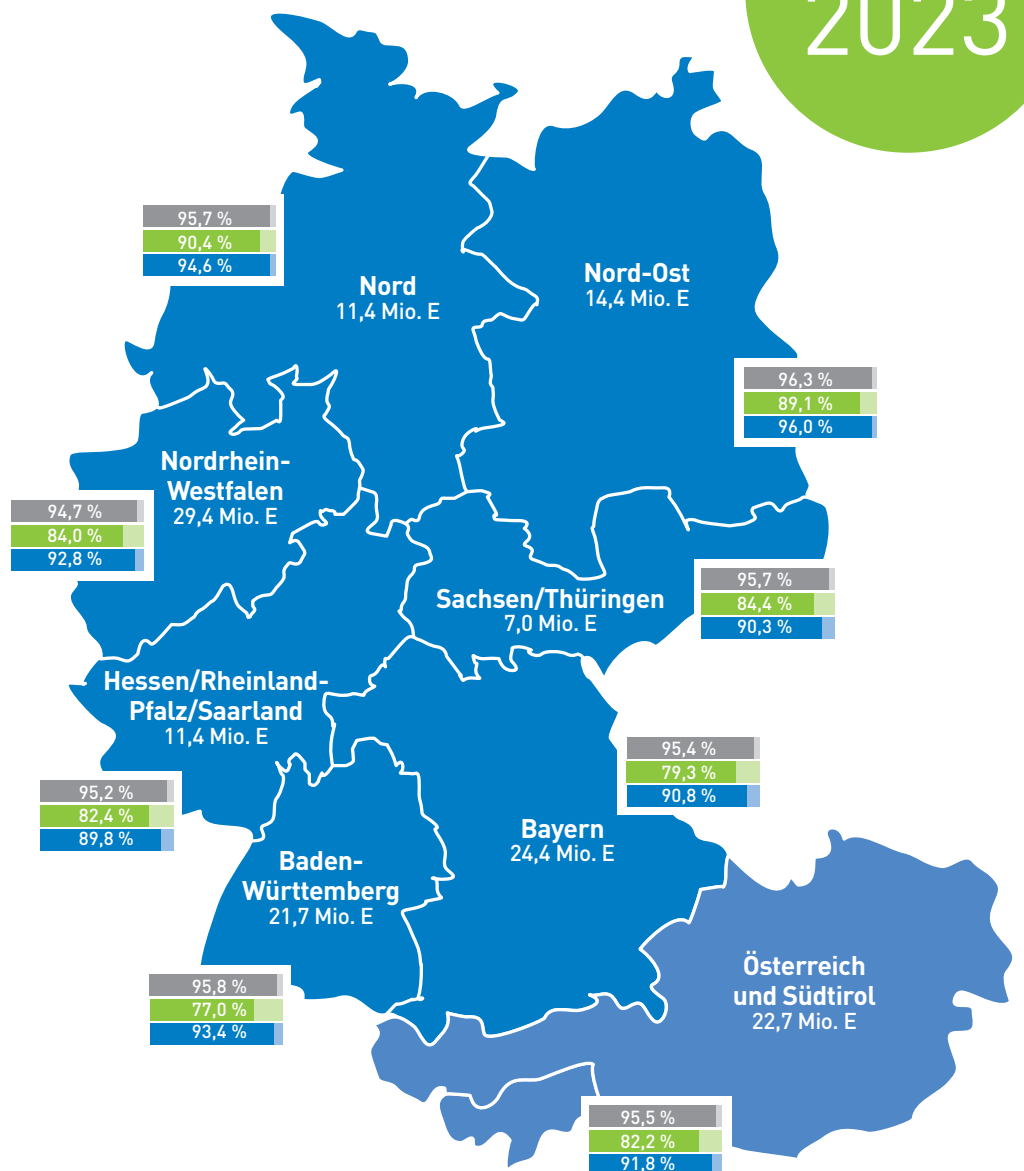 2023
95,7 %
90,4 %
94,6 %
Nord
11,4 Mio. E
Nord-Ost
14,4 Mio. E
96,3 %
89,1 %
96,0 %
Nordrhein-
Westfalen
29,4 Mio. E
94,7 %
84,0 %
92,8 %
Sachsen/Thüringen
7,0 Mio. E
95,7 %
84,4 %
90,3 %
Hessen/Rheinland-
Pfalz/Saarland
11,4 Mio. E
95,2 %
82,4 %
89,8 %
95,4 %
79,3 %
90,8 %
Bayern
24,4 Mio. E
Baden-
Württemberg
21,7 Mio. E
95,8 %
77,0 %
93,4 %
Österreich
und Südtirol
22,7 Mio. E
95,5 %
82,2 %
91,8 %